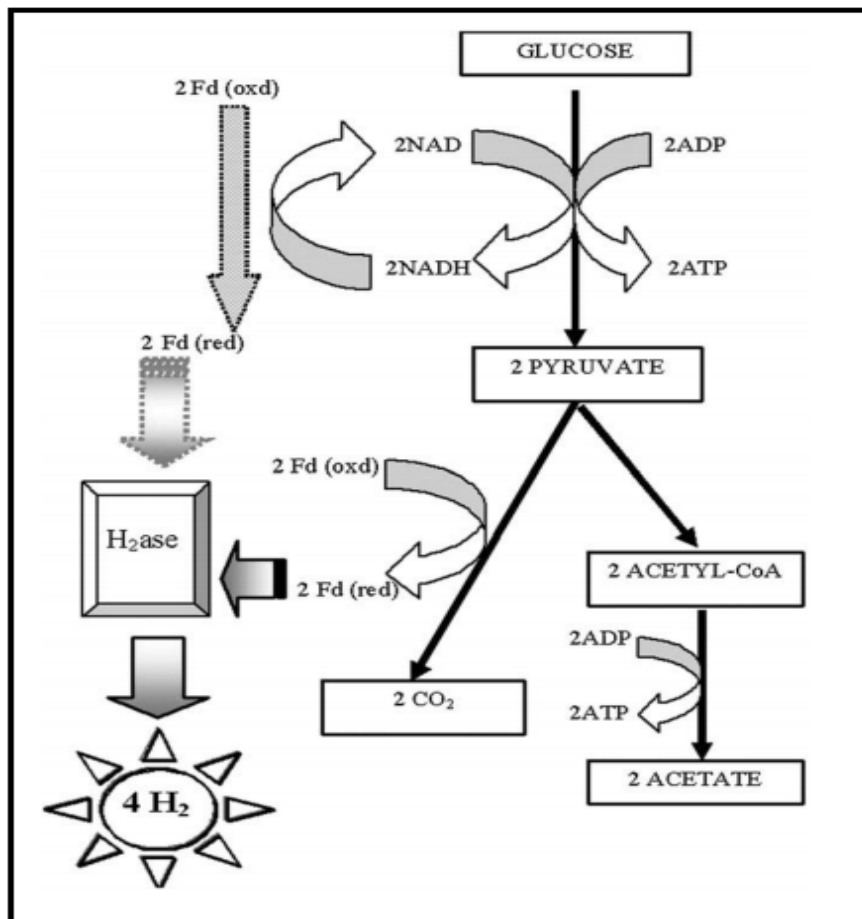 GLUCOSE
2 Fd (oxd)
2NAD
2ADP
2NADH
2ATP
2 Fd (red)
2 PYRUVATE
2 Fd (oxd)
H₂ase
2 Fd (red)
2 ACETYL-CoA
2ADP
2 CO₂
2ATP
2 ACETATE
4 H₂